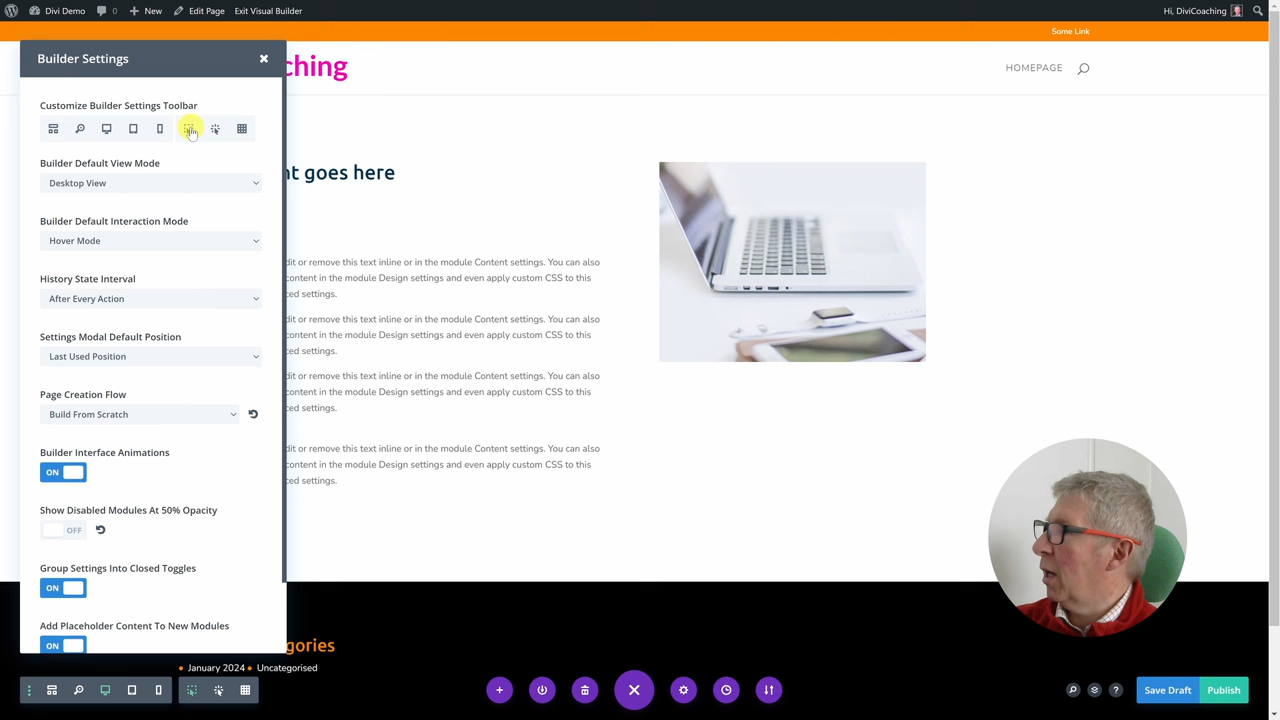 Divi Demo
0
New
Edit Page
Exit Visual Builder
Hi, DiviCoaching
Some Link
Builder Settings
ching
HOMEPAGE
Customize Builder Settings Toolbar
Builder Default View Mode
Desktop View
Builder Default Interaction Mode
Hover Mode
History State Interval
After Every Action
Settings Modal Default Position
Last Used Position
Page Creation Flow
Build From Scratch
Builder Interface Animations
ON
Show Disabled Modules At 50% Opacity
OFF
Group Settings Into Closed Toggles
ON
Add Placeholder Content To New Modules
ON
nt goes here
dit or remove this text inline or in the module Content settings. You can also
content in the module Design settings and even apply custom CSS to this
ced settings.
dit or remove this text inline or in the module Content settings. You can also
content in the module Design settings and even apply custom CSS to this
ced settings.
dit or remove this text inline or in the module Content settings. You can also
content in the module Design settings and even apply custom CSS to this
ced settings.
dit or remove this text inline or in the module Content settings. You can also
content in the module Design settings and even apply custom CSS to this
ced settings.
gories
January 2024
Uncategorised
Save Draft
Publish